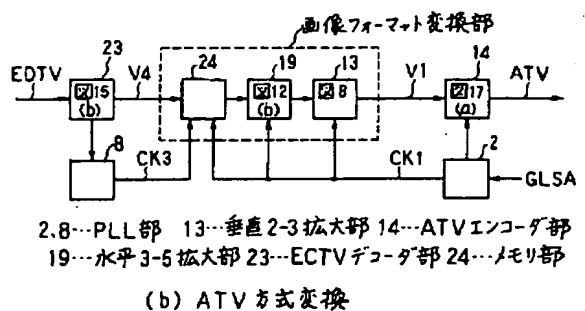 画像フォーマット変換部
23 24 19 13 14
EDTV 図15 (b) V4 図12 (b) 図8 V1 図17 (a) ATV
8 CK3 CK1 2 GLSA
2.8…PLL部 13…垂直2-3拡大部 14…ATVエンコーダ部
19…水平3-5拡大部 23…ECTVデコーダ部 24…メモリ部
(b) ATV方式変換